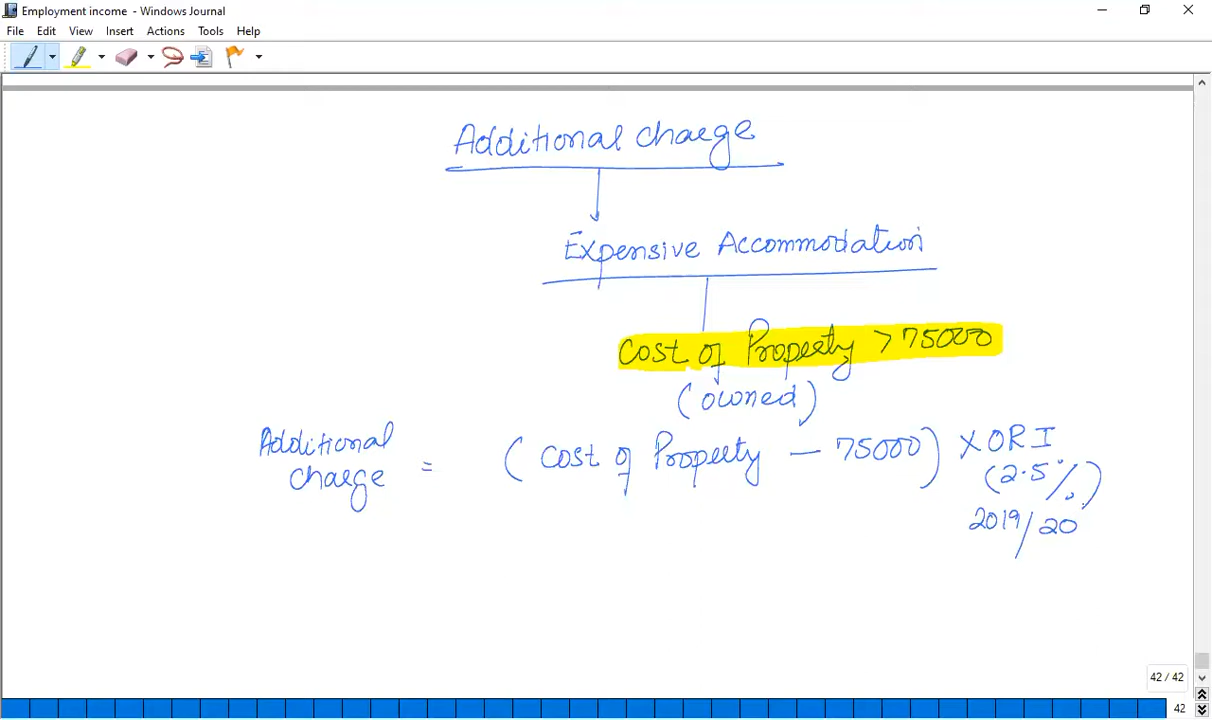 Employment income - Windows Journal
File Edit View Insert Actions Tools Help
Additional charge
Expensive Accommodation
Cost of Property > 75000
(owned)
Additional charge = (Cost of Property - 75000) X ORI
(2.5%)
2019/20
42 / 42
42